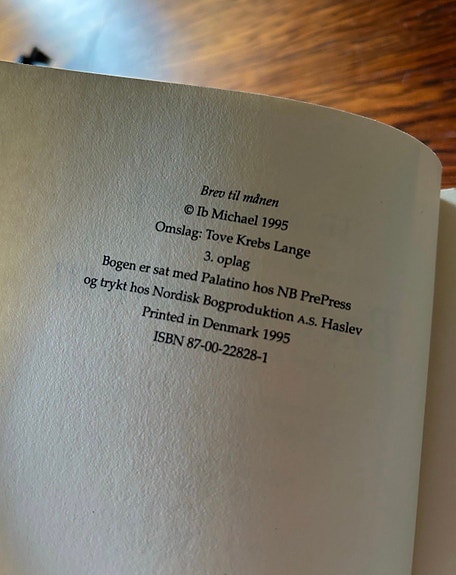 Brev til månen
© Ib Michael 1995
Omslag: Tove Krebs Lange
3. oplag
Bogen er sat med Palatino hos NB PrePress
og trykt hos Nordisk Bogproduktion A.S. Haslev
Printed in Denmark 1995
ISBN 87-00-22828-1